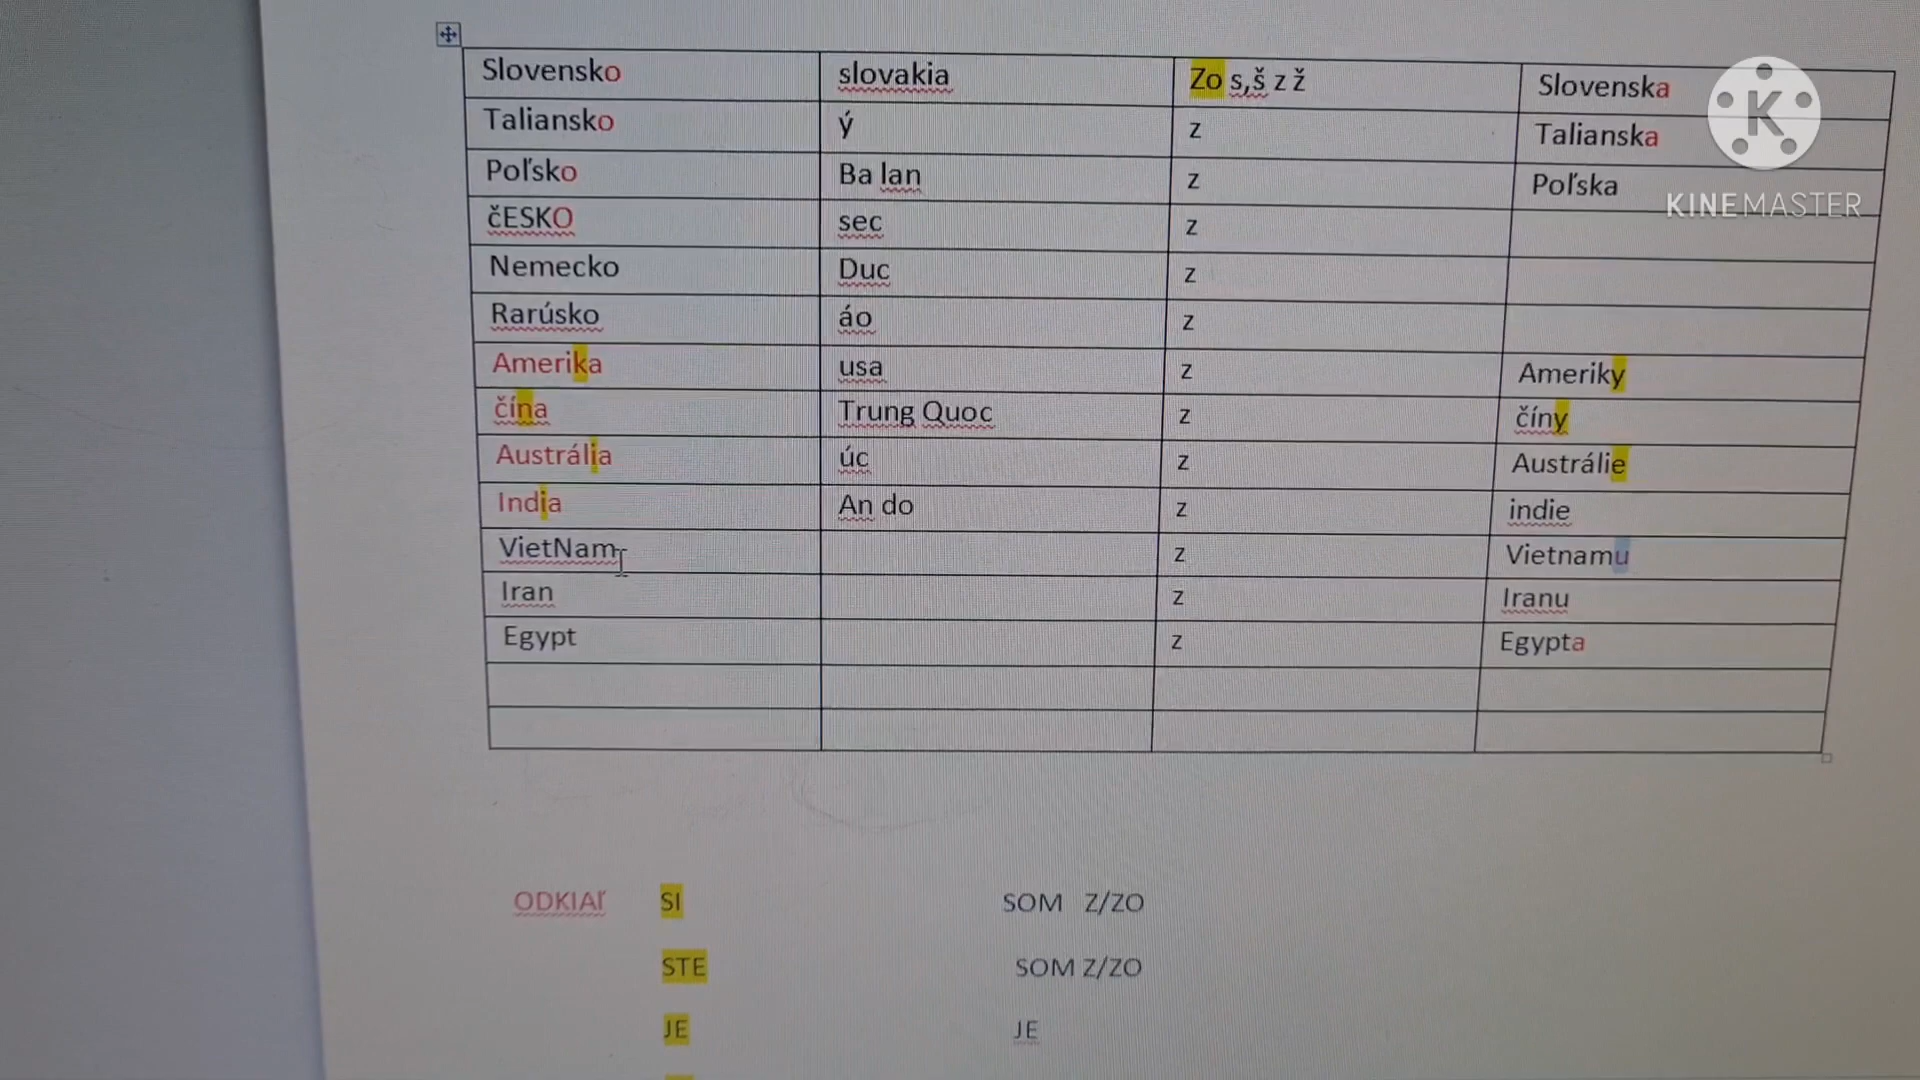 Slovensko slovakia Zo s,š z ž Slovenska
Taliansko ý z Talianska
Poľsko Ba lan z Poľska
čESKO sec z
Nemecko Duc z
Rarúsko áo z
Amerika usa z Ameriky
čína Trung Quoc z číny
Austrália úc z Austrálie
India An do z indie
VietNam z Vietnamu
Iran z Iranu
Egypt z Egypta
ODKIAľ SI SOM Z/ZO
STE SOM Z/ZO
JE JE
K
KINEMASTER